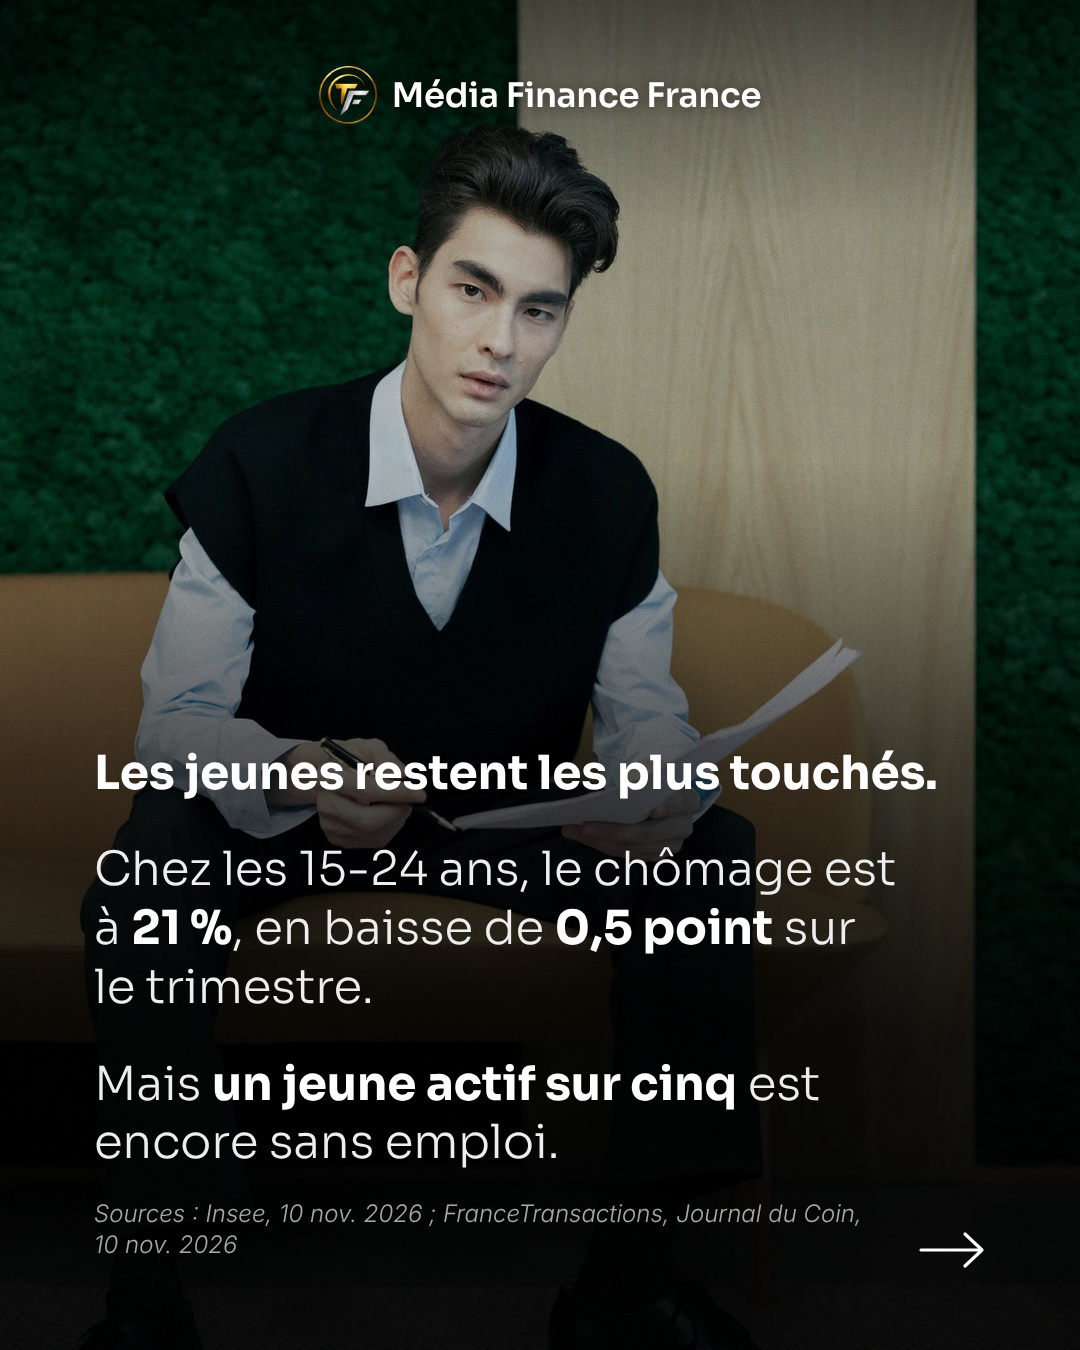 TF
Média Finance France
Les jeunes restent les plus touchés.
Chez les 15-24 ans, le chômage est
à 21 %, en baisse de 0,5 point sur
le trimestre.
Mais un jeune actif sur cinq est
encore sans emploi.
Sources : Insee, 10 nov. 2026 ; FranceTransactions, Journal du Coin,
10 nov. 2026